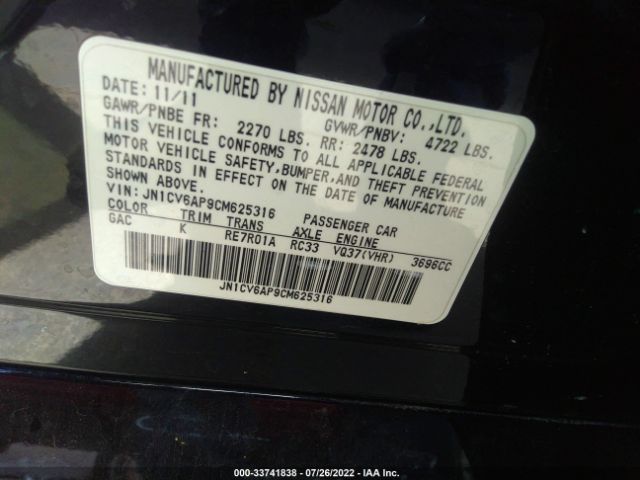 MANUFACTURED BY NISSAN MOTOR CO.,LTD.
DATE: 11/11 GVWR/PNBV: 4722 LBS.
GAWR/PNBE FR: 2270 LBS. RR: 2478 LBS.
THIS VEHICLE CONFORMS TO ALL APPLICABLE FEDERAL
MOTOR VEHICLE SAFETY,BUMPER,AND THEFT PREVENTION
STANDARDS IN EFFECT ON THE DATE OF MANUFACTURE
SHOWN ABOVE.
VIN: JN1CV6AP9CM625316 PASSENGER CAR
COLOR TRIM TRANS AXLE ENGINE
GAC K RE7R01A RC33 VQ37(VHR) 3696CC
JN1CV6AP9CM625316
000-33741838 - 07/26/2022 - IAA Inc.